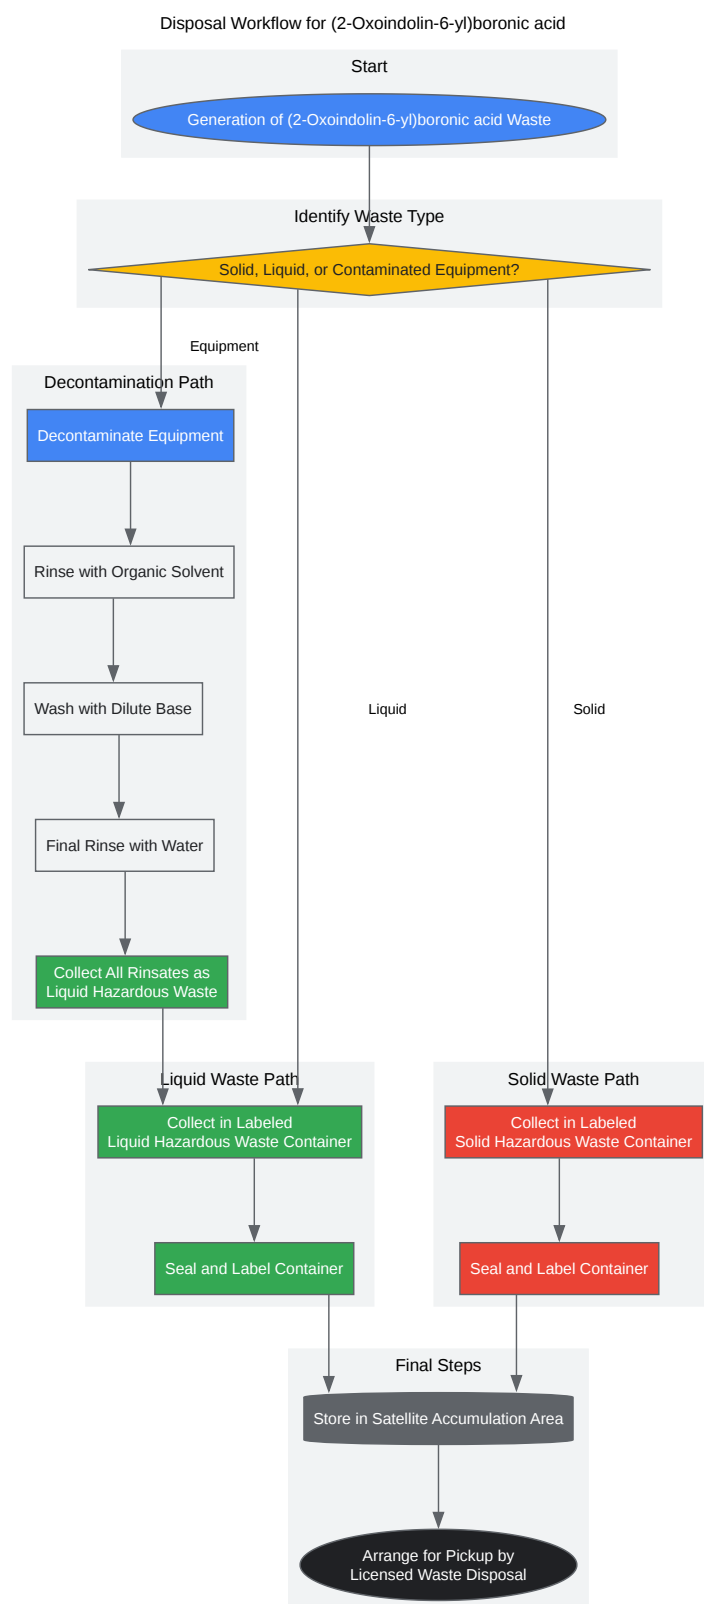 Disposal Workflow for (2-Oxoindolin-6-yl)boronic acid
Start
Generation of (2-Oxoindolin-6-yl)boronic acid Waste
Identify Waste Type
Solid, Liquid, or Contaminated Equipment?
Equipment
Decontamination Path
Decontaminate Equipment
Rinse with Organic Solvent
Wash with Dilute Base
Liquid
Solid
Final Rinse with Water
Collect All Rinsates as
Liquid Hazardous Waste
Liquid Waste Path
Collect in Labeled
Liquid Hazardous Waste Container
Seal and Label Container
Solid Waste Path
Collect in Labeled
Solid Hazardous Waste Container
Seal and Label Container
Final Steps
Store in Satellite Accumulation Area
Arrange for Pickup by
Licensed Waste Disposal